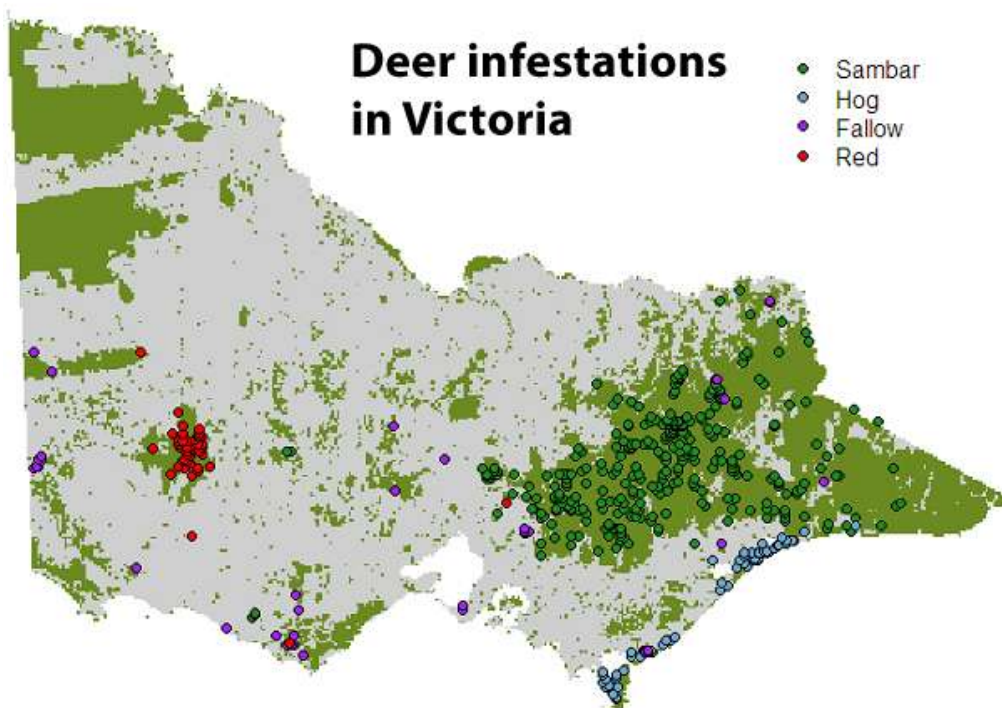 Deer infestations
in Victoria
Sambar
Hog
Fallow
Red